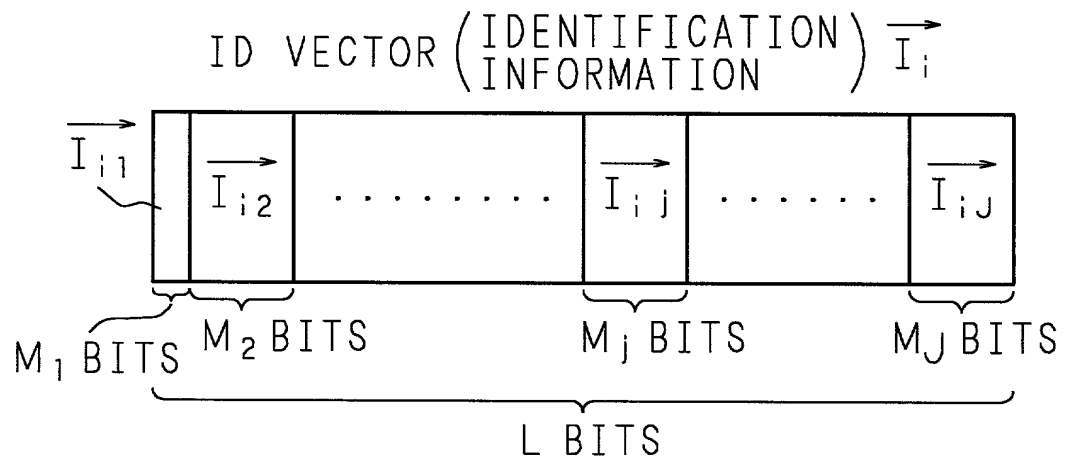 ID VECTOR (IDENTIFICATION INFORMATION) I⃗ᵢ
I⃗ᵢ₁
I⃗ᵢ₂ ........ I⃗ᵢⱼ ...... I⃗ᵢJ
M₁ BITS M₂ BITS Mⱼ BITS MJ BITS
L BITS